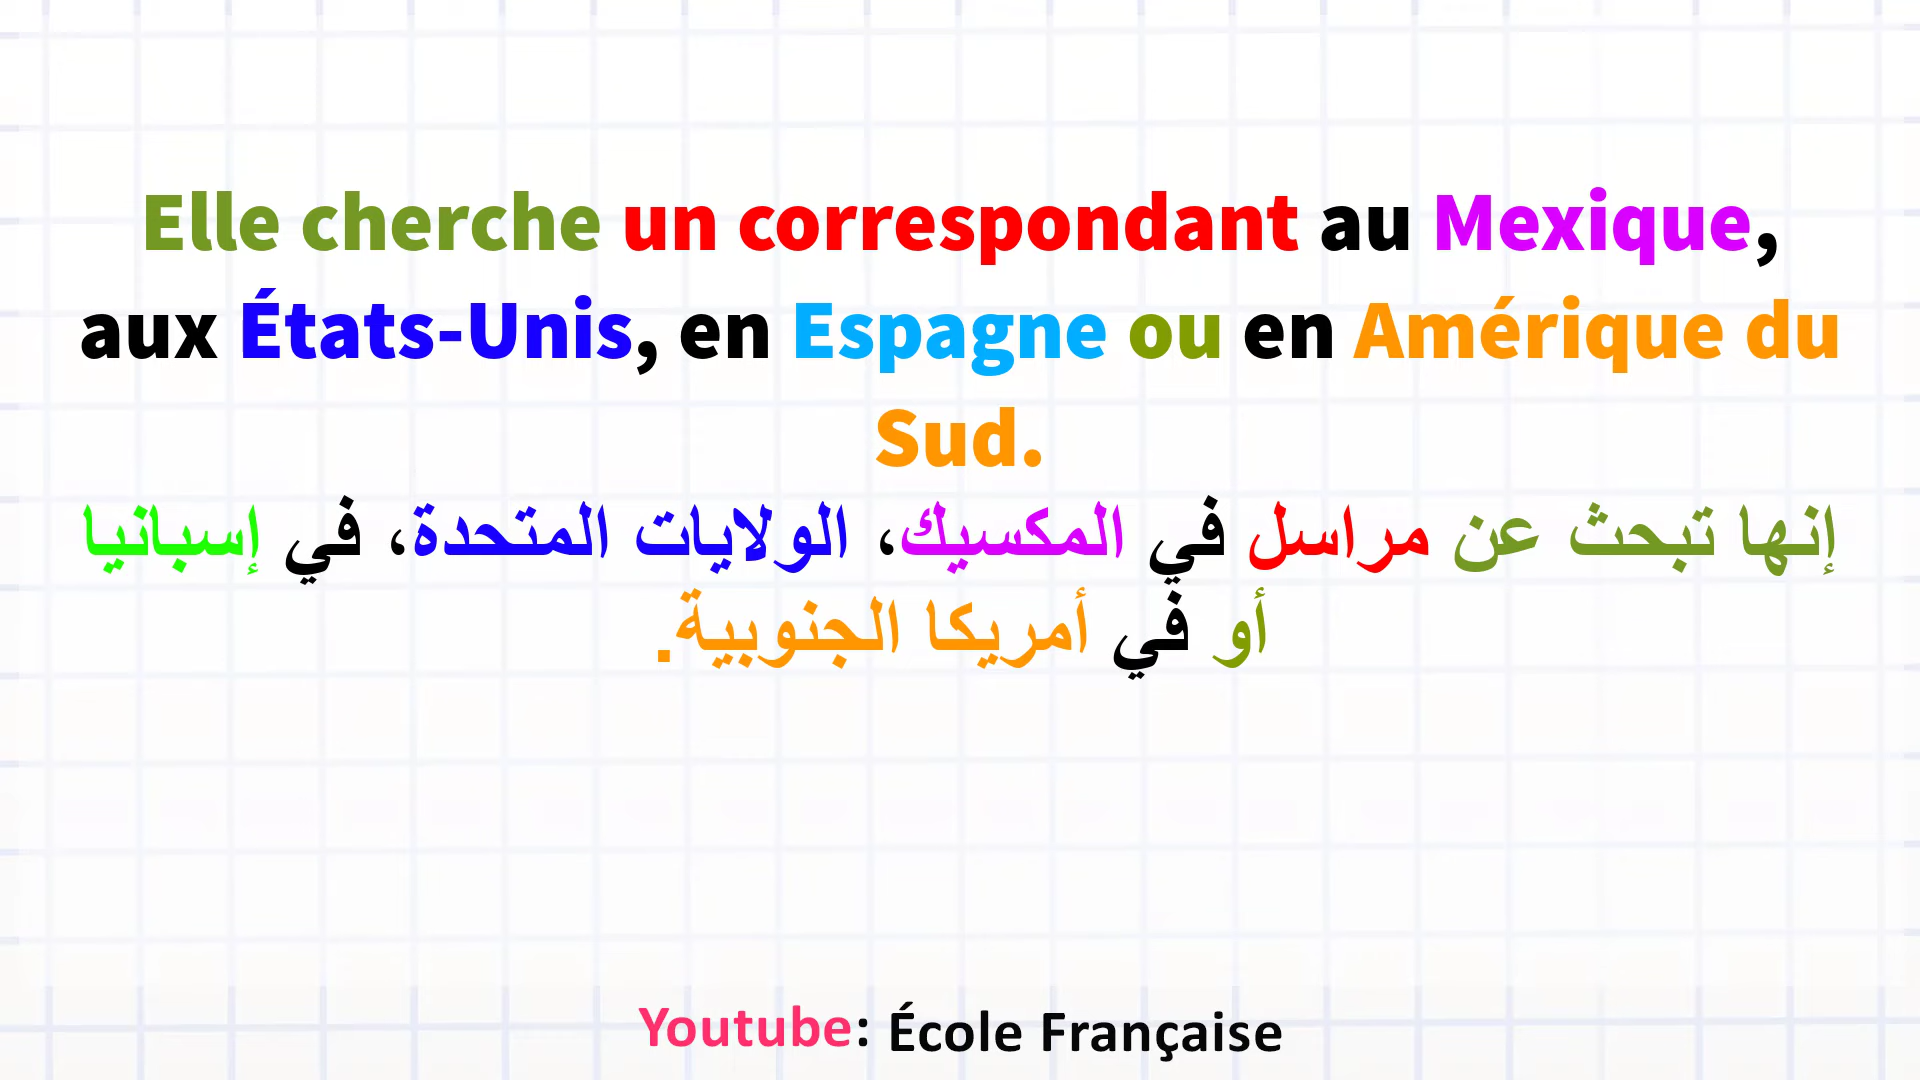 Elle cherche un correspondant au Mexique,
aux États-Unis, en Espagne ou en Amérique du
Sud.
إنها تبحث عن مراسل في المكسيك، الولايات المتحدة، في إسبانيا
أو في أمريكا الجنوبية.
Youtube: École Française